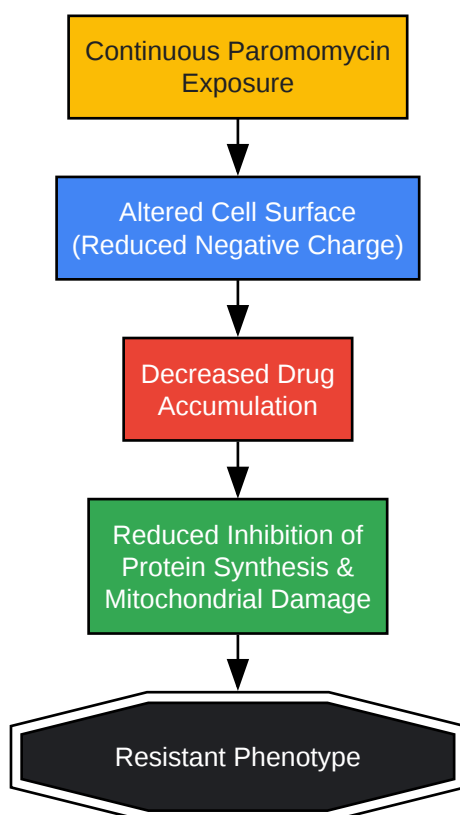 Continuous Paromomycin
Exposure
Altered Cell Surface
(Reduced Negative Charge)
Decreased Drug
Accumulation
Reduced Inhibition of
Protein Synthesis &
Mitochondrial Damage
Resistant Phenotype